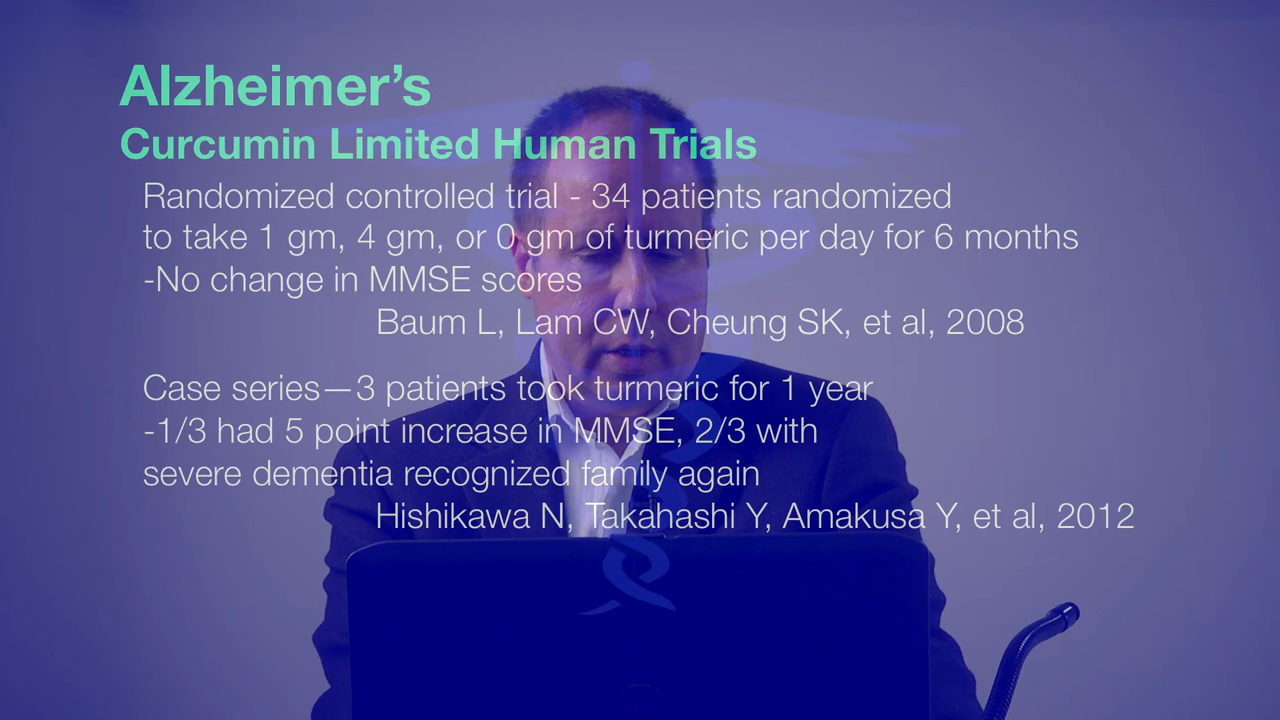 Alzheimer’s
Curcumin Limited Human Trials
Randomized controlled trial - 34 patients randomized
to take 1 gm, 4 gm, or 0 gm of turmeric per day for 6 months
-No change in MMSE scores
Baum L, Lam CW, Cheung SK, et al, 2008
Case series—3 patients took turmeric for 1 year
-1/3 had 5 point increase in MMSE, 2/3 with
severe dementia recognized family again
Hishikawa N, Takahashi Y, Amakusa Y, et al, 2012